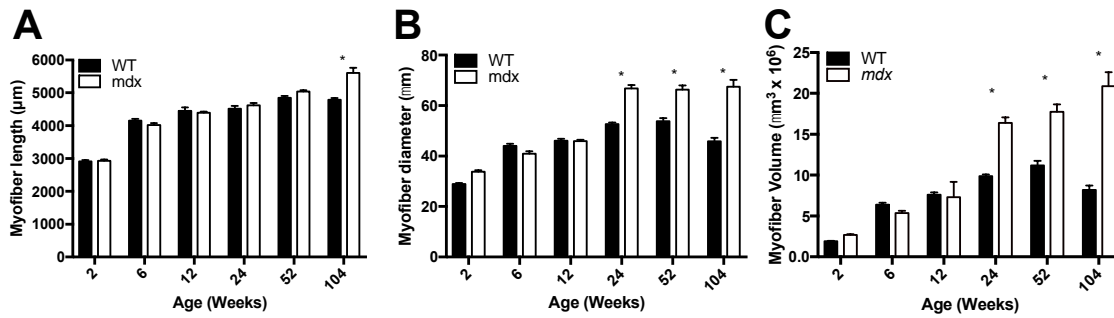 A
WT
mdx
Myofiber length (µm)
6000
5000
4000
3000
2000
1000
0
2
6
12
24
52
104
*
Age (Weeks)
B
WT
mdx
Myofiber diameter (mm)
80
60
40
20
0
2
6
12
24
52
104
*
*
*
Age (Weeks)
C
WT
mdx
Myofiber Volume (mm³ x 10⁶)
25
20
15
10
5
0
2
6
12
24
52
104
*
*
*
Age (Weeks)